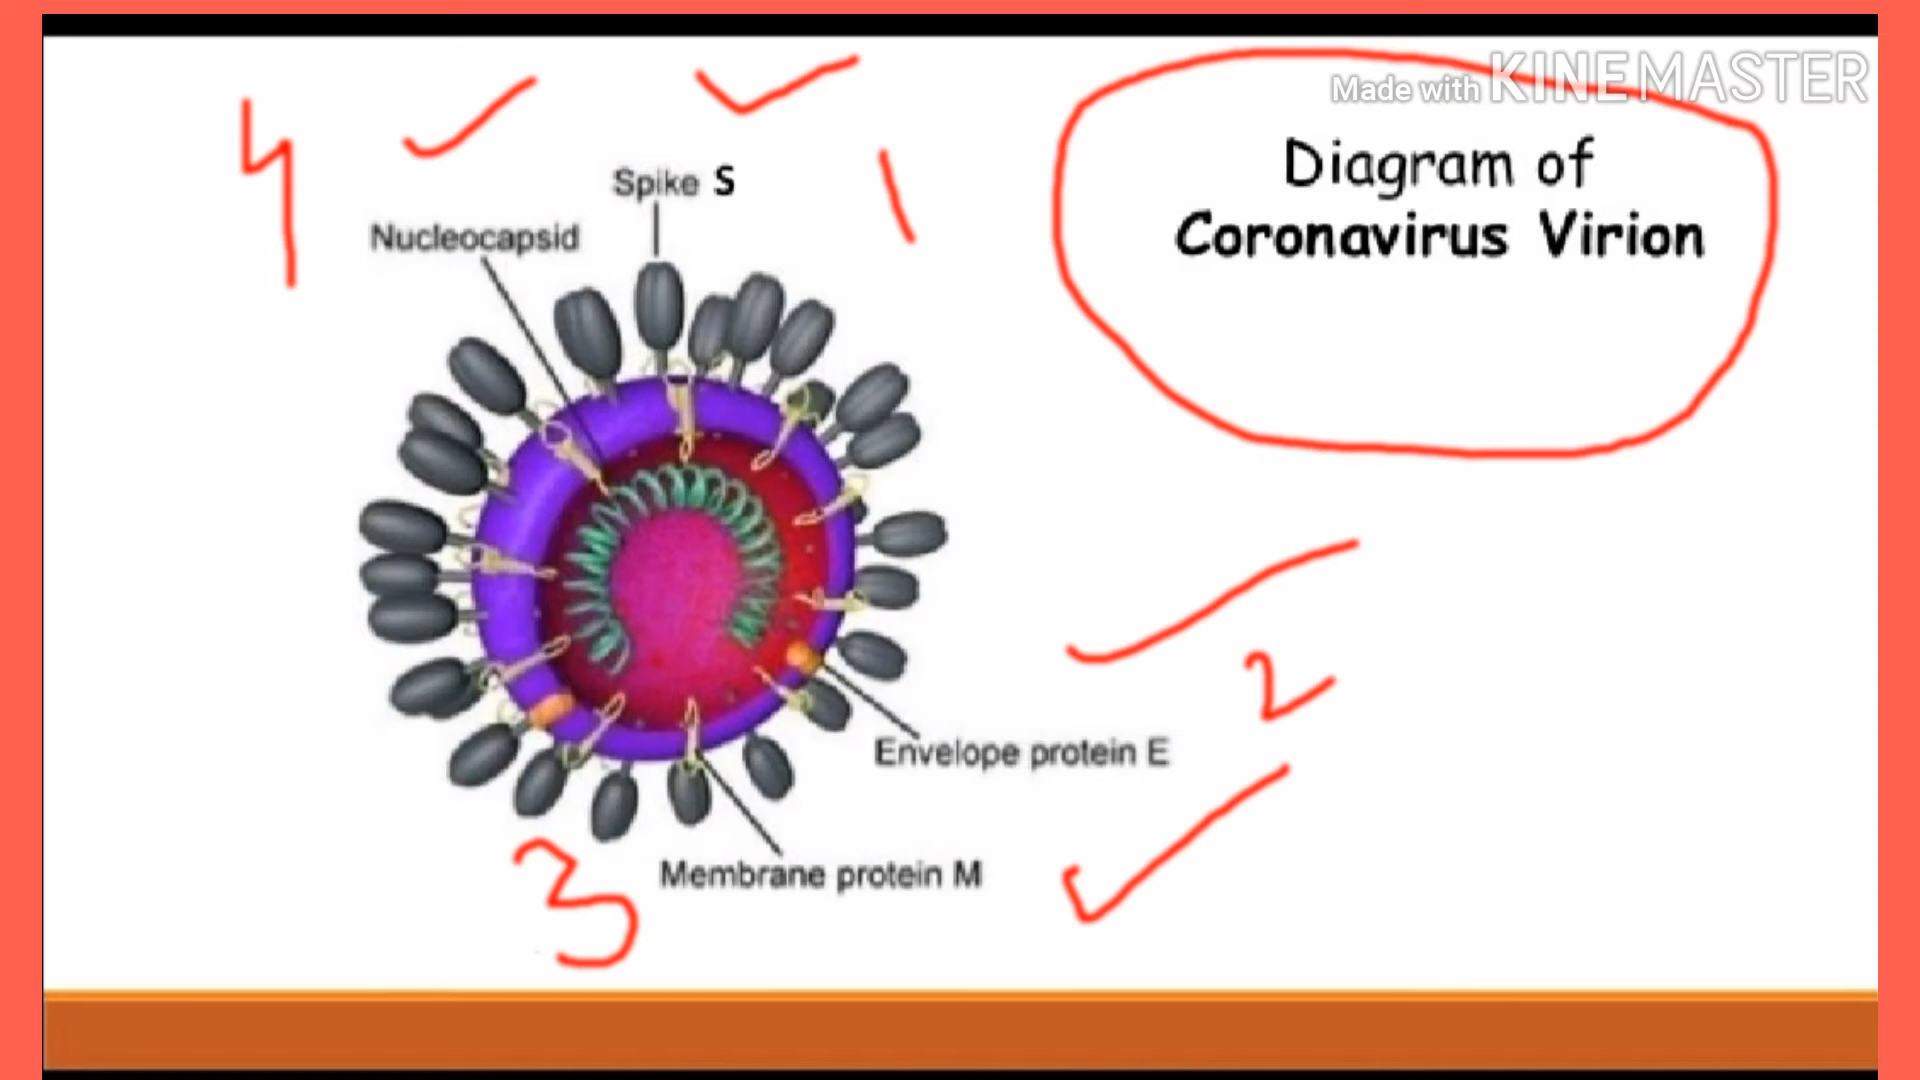 Made with KINEMASTER
Diagram of
Coronavirus Virion
4
1
Spike S
Nucleocapsid
2
Envelope protein E
Membrane protein M
3